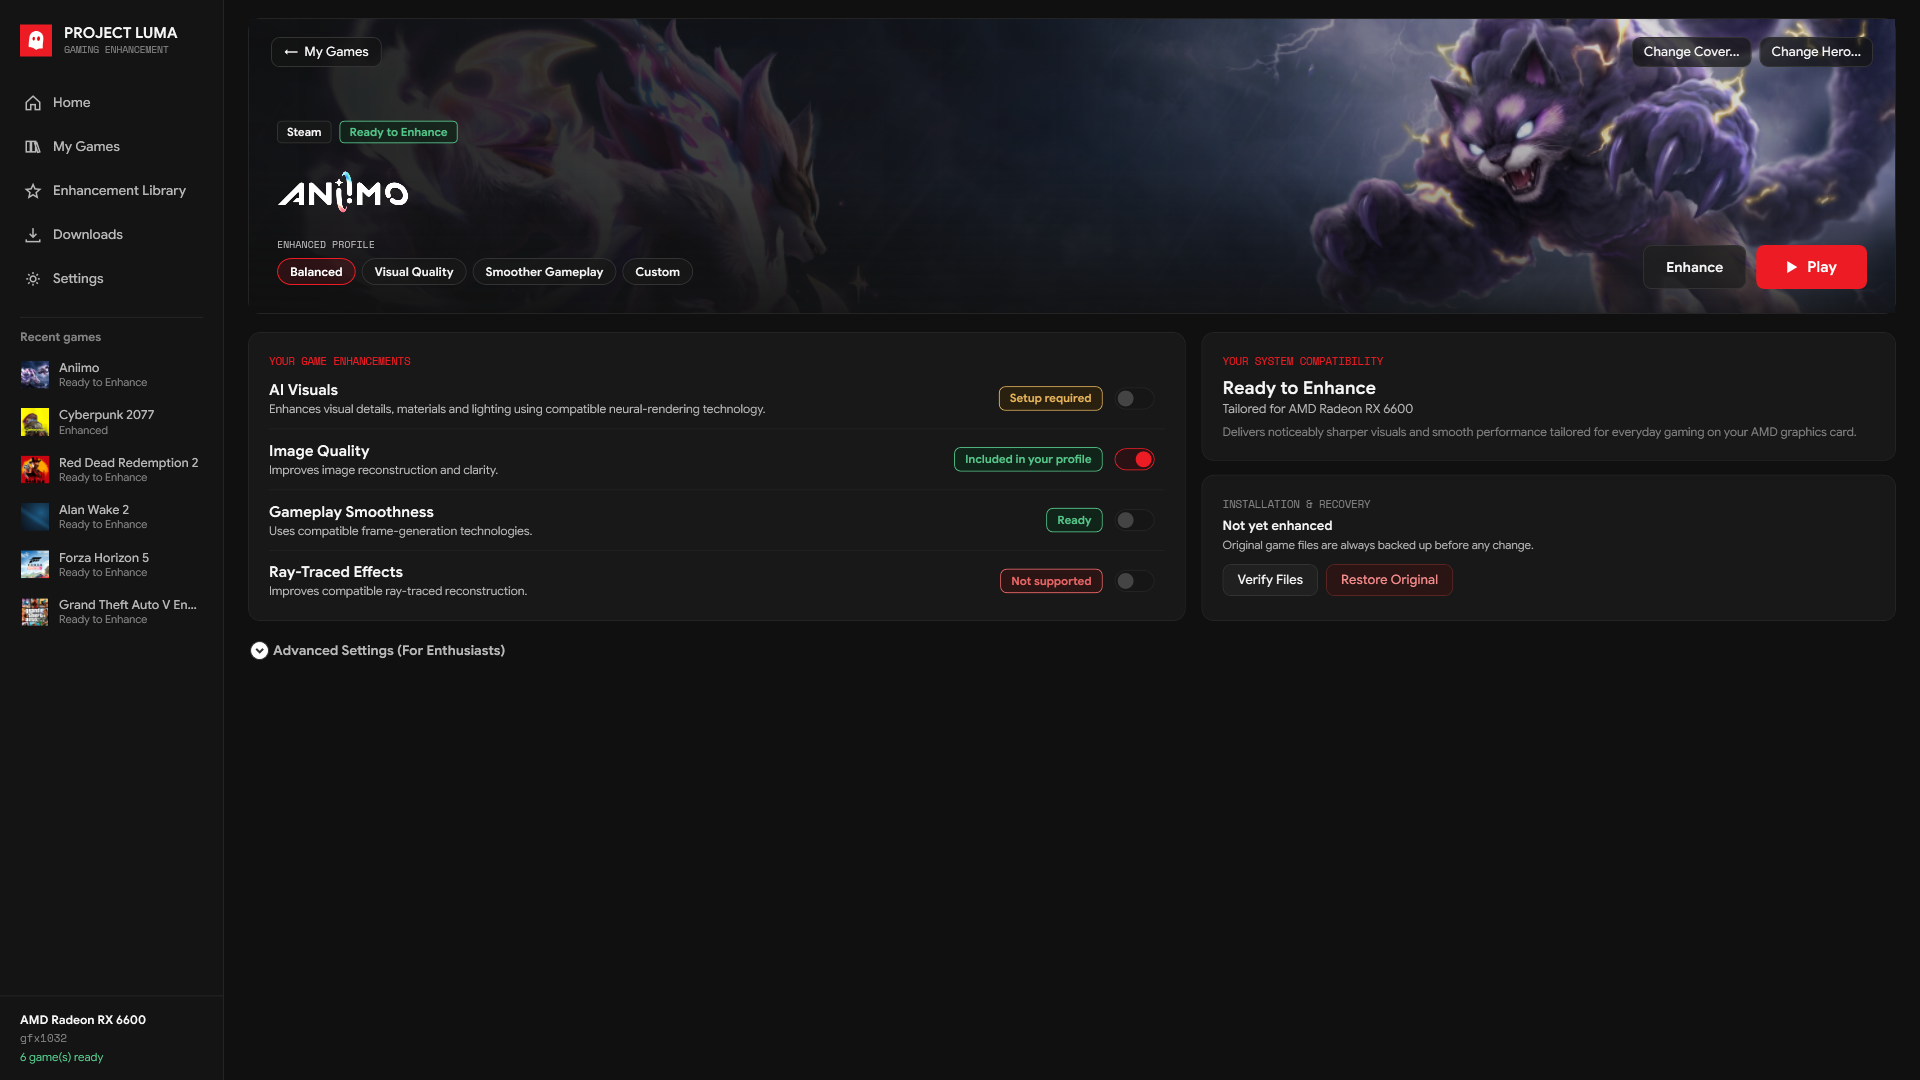 PROJECT LUMA
GAMING ENHANCEMENT
Home
My Games
Enhancement Library
Downloads
Settings
Recent games
Aniimo
Ready to Enhance
Cyberpunk 2077
Enhanced
Red Dead Redemption 2
Ready to Enhance
Alan Wake 2
Ready to Enhance
Forza Horizon 5
Ready to Enhance
Grand Theft Auto V En...
Ready to Enhance
AMD Radeon RX 6600
gfx1032
6 game(s) ready
← My Games
Change Cover...
Change Hero...
Steam
Ready to Enhance
ANIIMO
ENHANCED PROFILE
Balanced
Visual Quality
Smoother Gameplay
Custom
Enhance
Play
YOUR GAME ENHANCEMENTS
AI Visuals
Enhances visual details, materials and lighting using compatible neural-rendering technology.
Setup required
Image Quality
Improves image reconstruction and clarity.
Included in your profile
Gameplay Smoothness
Uses compatible frame-generation technologies.
Ready
Ray-Traced Effects
Improves compatible ray-traced reconstruction.
Not supported
YOUR SYSTEM COMPATIBILITY
Ready to Enhance
Tailored for AMD Radeon RX 6600
Delivers noticeably sharper visuals and smooth performance tailored for everyday gaming on your AMD graphics card.
INSTALLATION & RECOVERY
Not yet enhanced
Original game files are always backed up before any change.
Verify Files
Restore Original
Advanced Settings (For Enthusiasts)